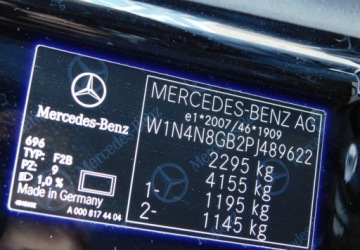 Mercedes-Benz
696
TYP: F2B
PZ: 9
1,0 %
Made in Germany
A 000 817 44 04
MERCEDES-BENZ AG
e1*2007/46*1909
W1N4N8GB2PJ489622
2295 kg
4155 kg
1- 1195 kg
2- 1145 kg